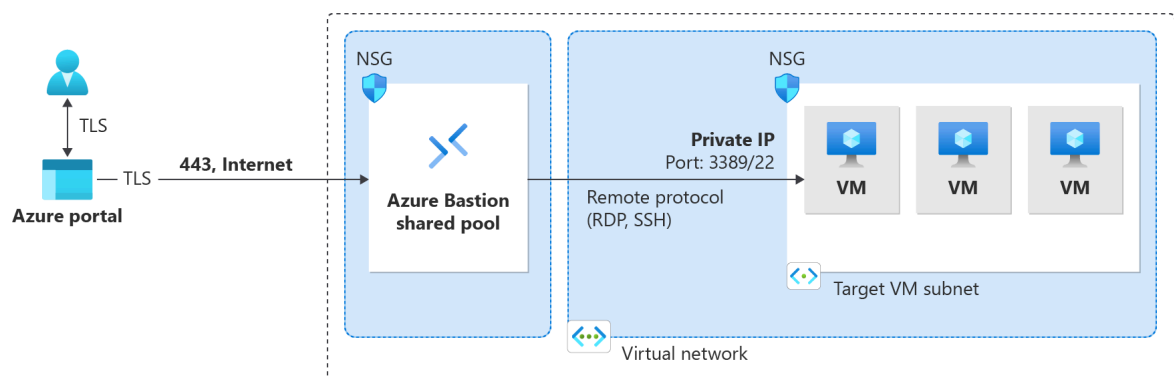 TLS
Azure portal
TLS
443, Internet
NSG
Azure Bastion
shared pool
Private IP
Port: 3389/22
Remote protocol
(RDP, SSH)
NSG
VM
VM
VM
Target VM subnet
Virtual network